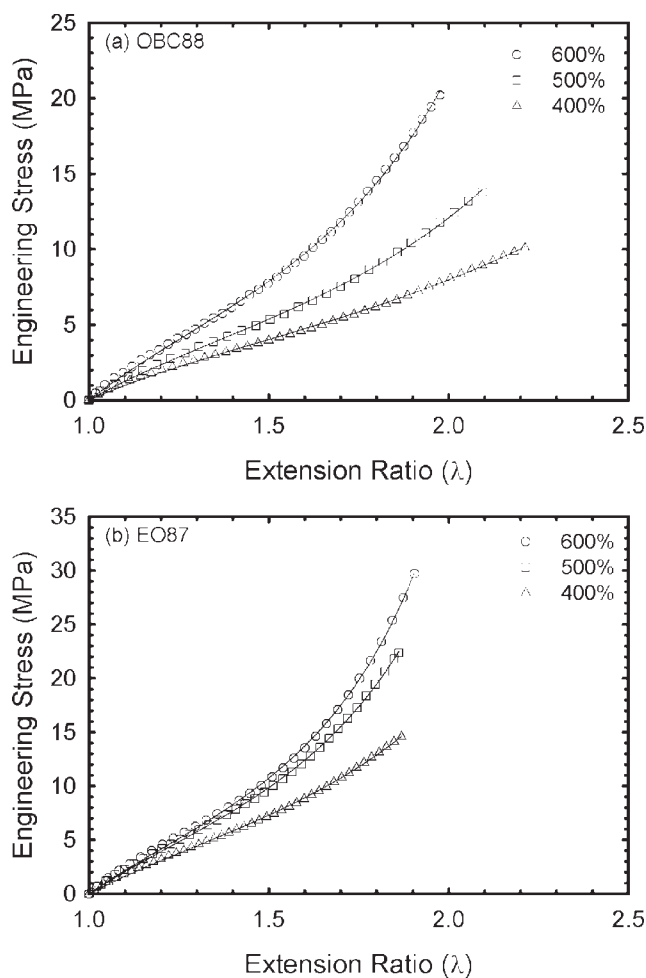 (a) OBC88
○ 600%
□ 500%
△ 400%
25
20
15
10
5
0
Engineering Stress (MPa)
1.0 1.5 2.0 2.5
Extension Ratio (λ)
(b) EO87
○ 600%
□ 500%
△ 400%
35
30
25
20
15
10
5
0
Engineering Stress (MPa)
1.0 1.5 2.0 2.5
Extension Ratio (λ)